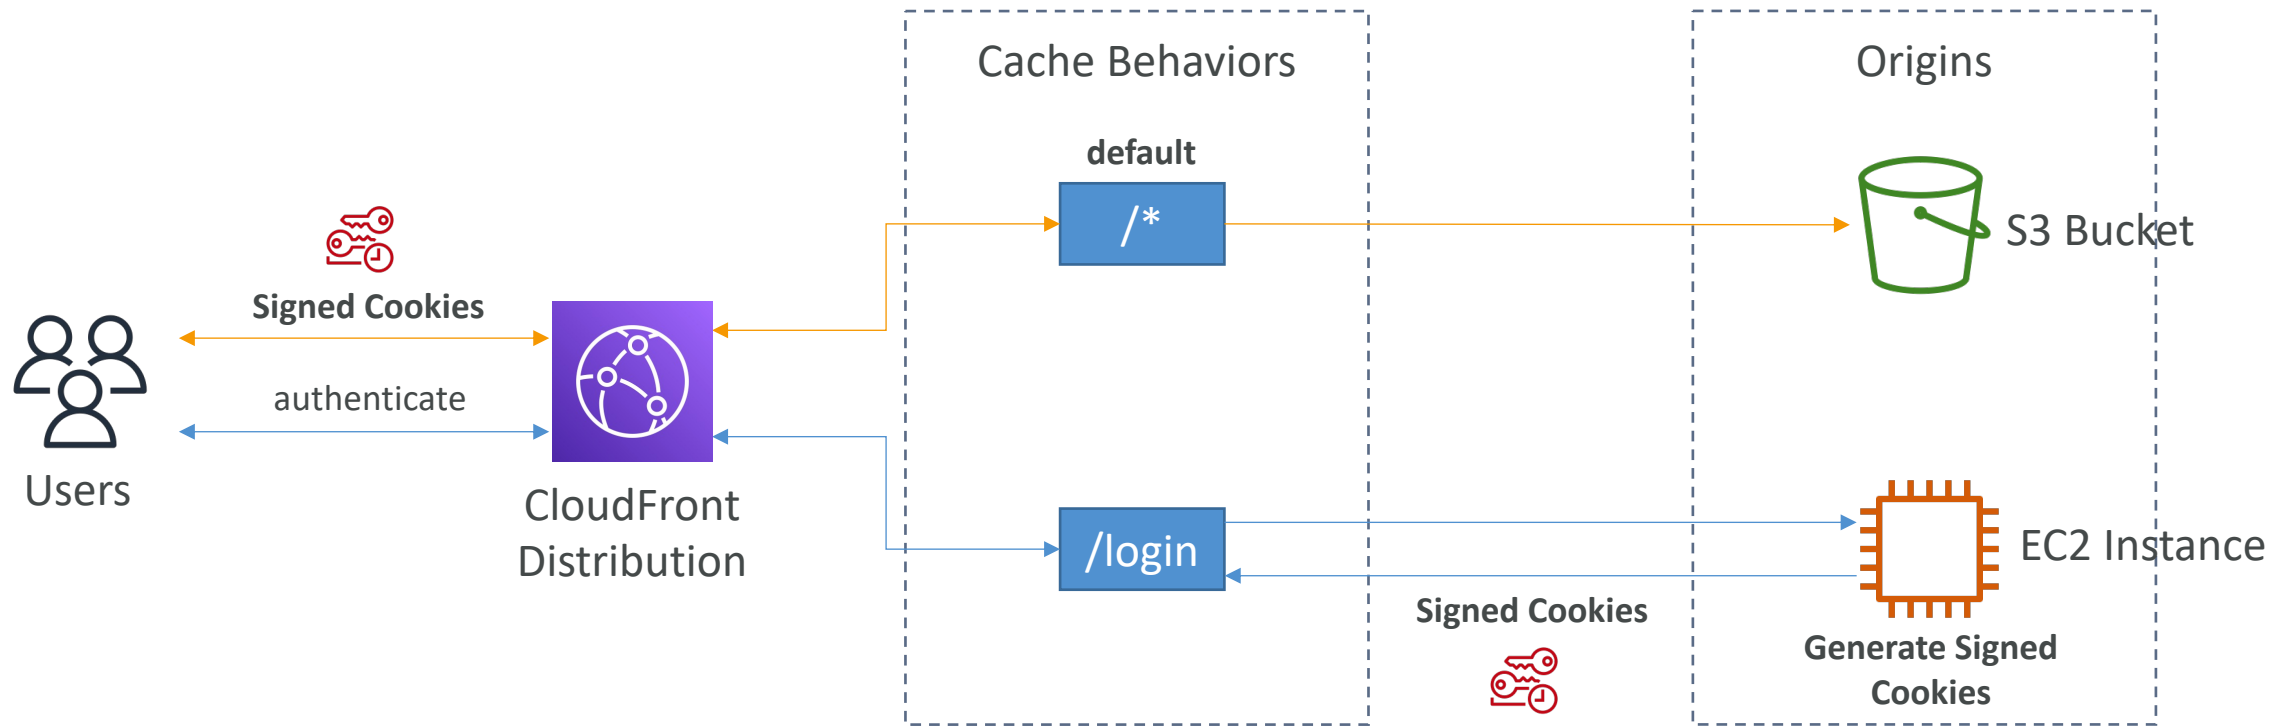 Cache Behaviors
Origins
default
/*
S3 Bucket
Signed Cookies
authenticate
Users
CloudFront
Distribution
/login
EC2 Instance
Signed Cookies
Generate Signed
Cookies